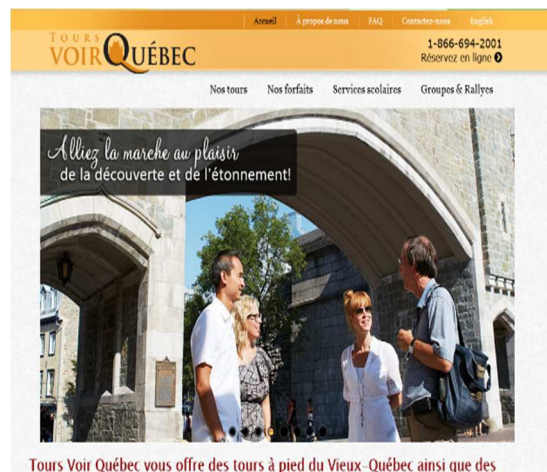 Accueil À propos de nous FAQ Contactez-nous English
TOURS
VOIR QUÉBEC
1-866-694-2001
Réservez en ligne
Nos tours Nos forfaits Services scolaires Groupes & Rallyes
Alliez la marche au plaisir
de la découverte et de l'étonnement!
Tours Voir Québec vous offre des tours à pied du Vieux-Québec ainsi que des